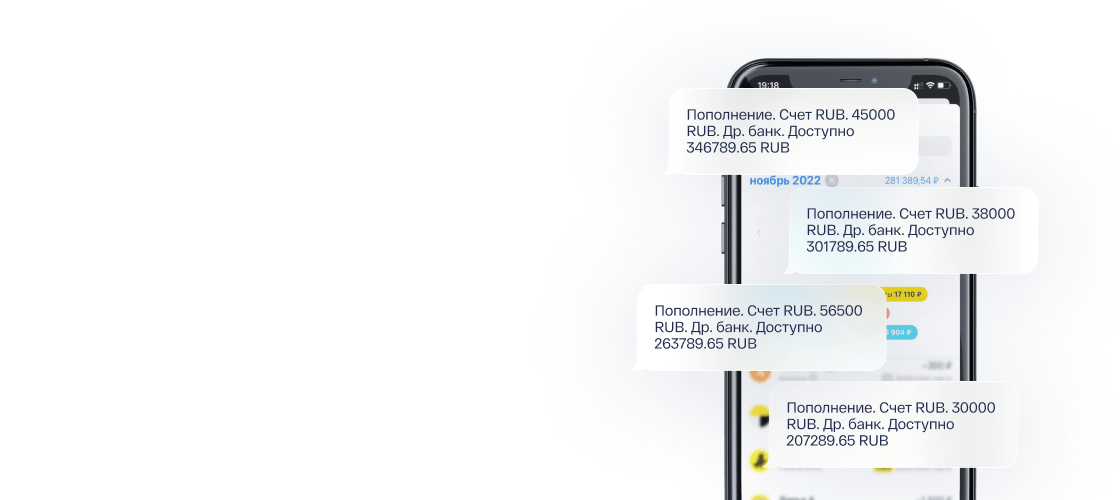 19:18
Пополнение. Счет RUB. 45000
RUB. Др. банк. Доступно
346789.65 RUB
ноябрь 2022
281 389,54 ₽
Пополнение. Счет RUB. 38000
RUB. Др. банк. Доступно
301789.65 RUB
17 110 ₽
Пополнение. Счет RUB. 56500
RUB. Др. банк. Доступно
263789.65 RUB
904 ₽
Пополнение. Счет RUB. 30000
RUB. Др. банк. Доступно
207289.65 RUB